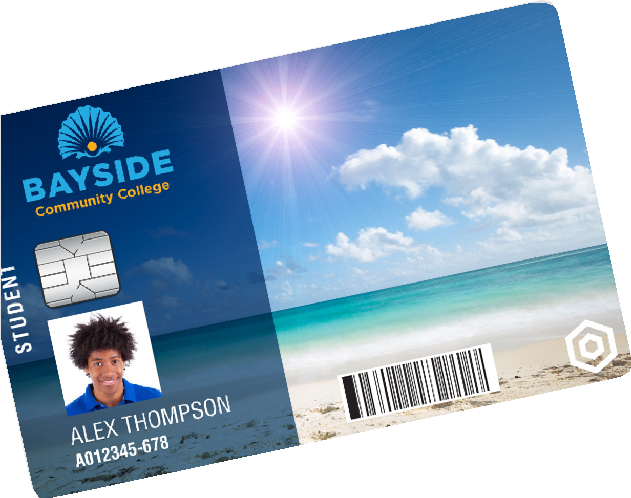 BAYSIDE
Community College
STUDENT
ALEX THOMPSON
A012345-678